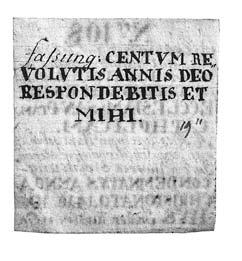 fassung: CENTVM RE,
VOLVTIS ANNIS DEO
RESPONDEBITIS ET
MIHI.
19"